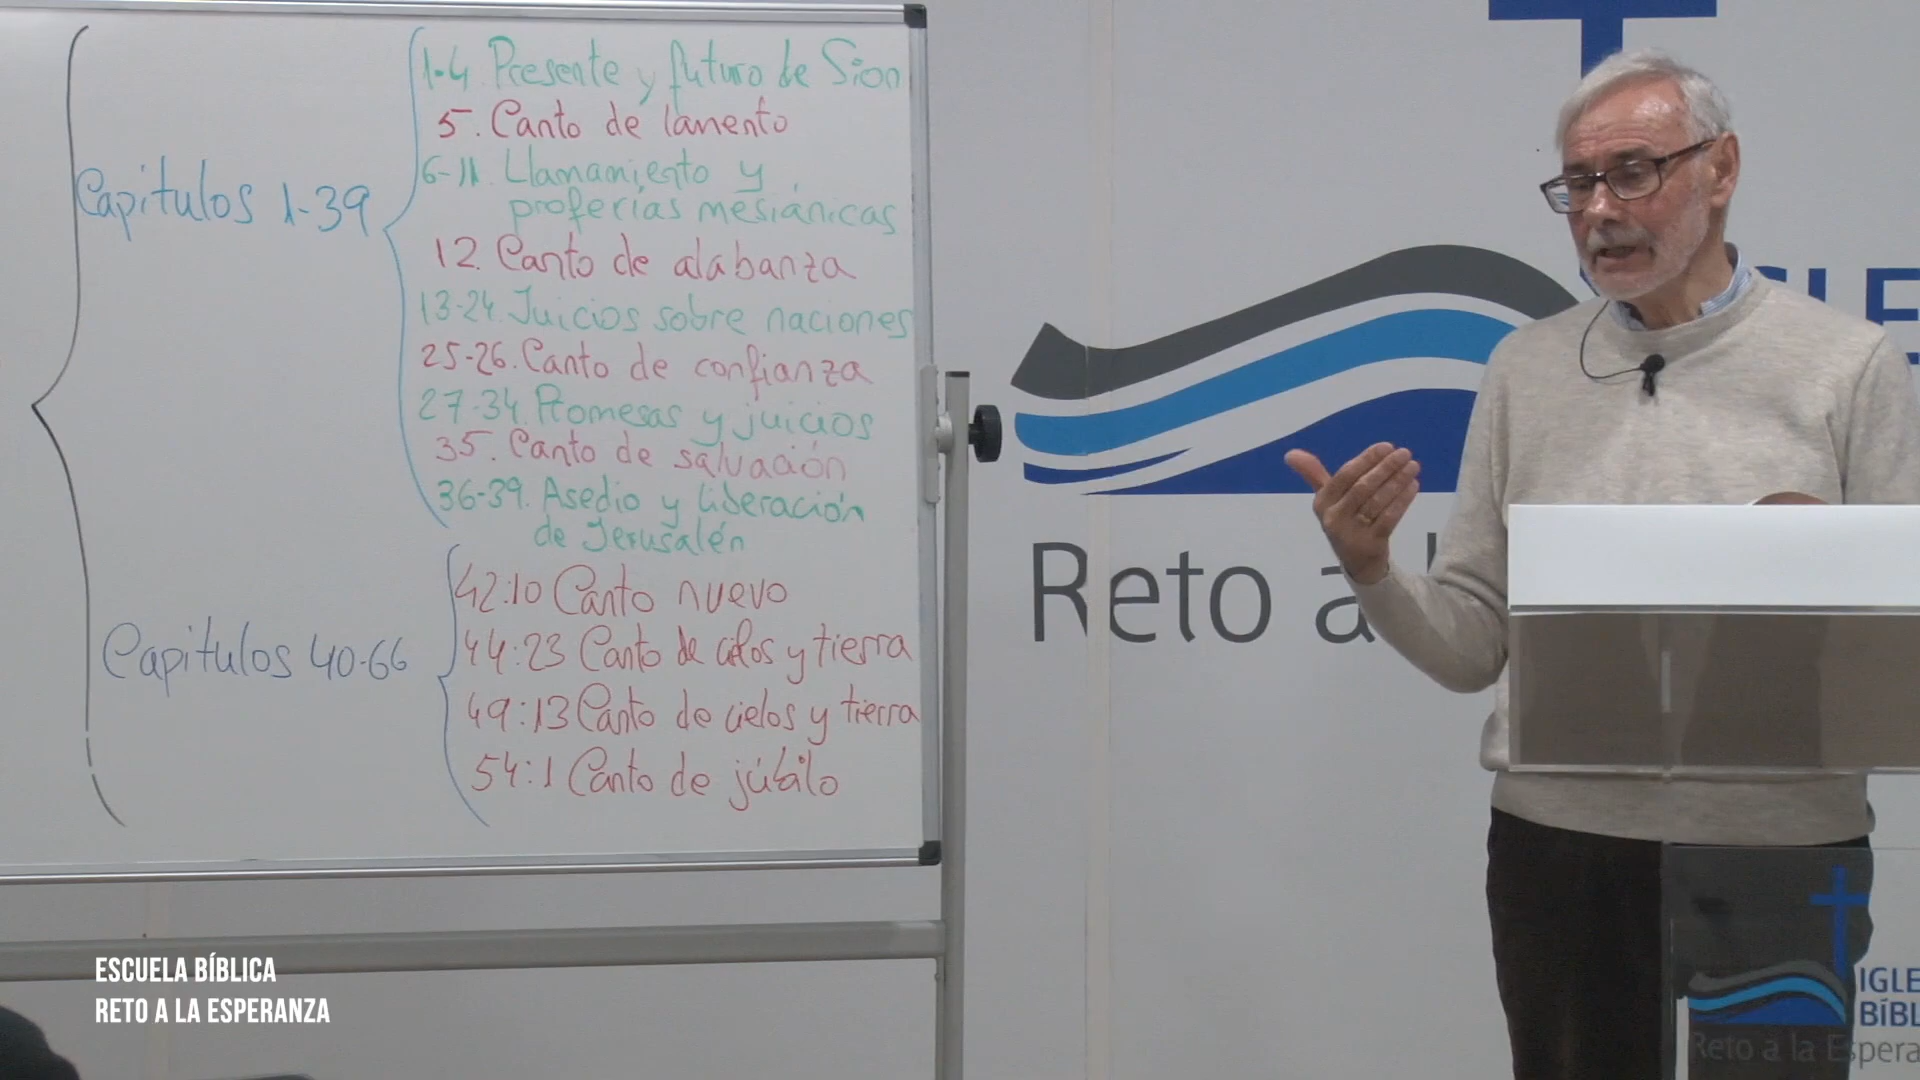 Capítulos 1-39
1-4. Presente y futuro de Sion
5. Canto de lamento
6-11. Llamamiento y
profecías mesiánicas
12. Canto de alabanza
13-24. Juicios sobre naciones
25-26. Canto de confianza
27-34. Promesas y juicios
35. Canto de salvación
36-39. Asedio y liberación
de Jerusalén
Capitulos 40-66
42:10 Canto nuevo
44:23 Canto de cielos y tierra
49:13 Canto de cielos y tierra
54:1 Canto de júbilo
IGLE
Reto a l
ESCUELA BÍBLICA
RETO A LA ESPERANZA
IGLE
BÍBL
Reto a la Espera